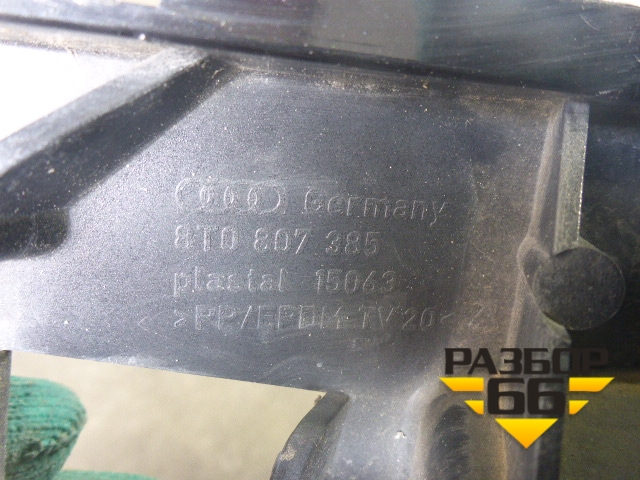 Germany
8T0 807 385
plastal 15063
>PP/EPDM-TV20<
РАЗБОР
66